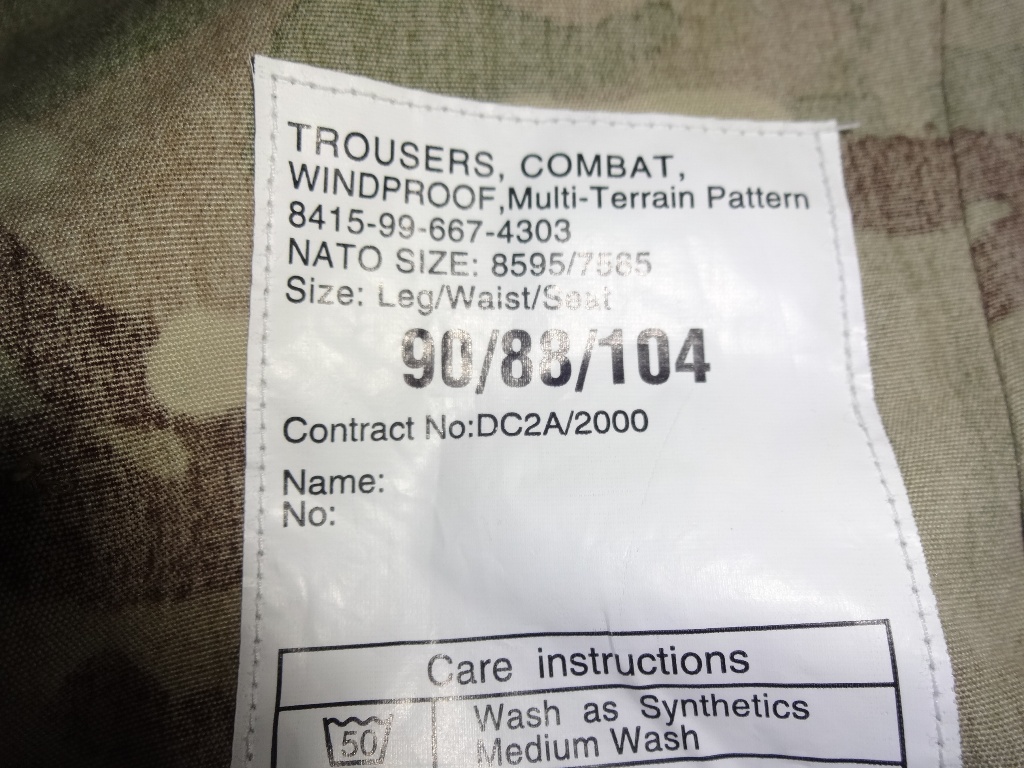 TROUSERS, COMBAT,
WINDPROOF,Multi-Terrain Pattern
8415-99-667-4303
NATO SIZE: 8595/7585
Size: Leg/Waist/Seat
90/88/104
Contract No:DC2A/2000
Name:
No:
Care instructions
50
Wash as Synthetics
Medium Wash